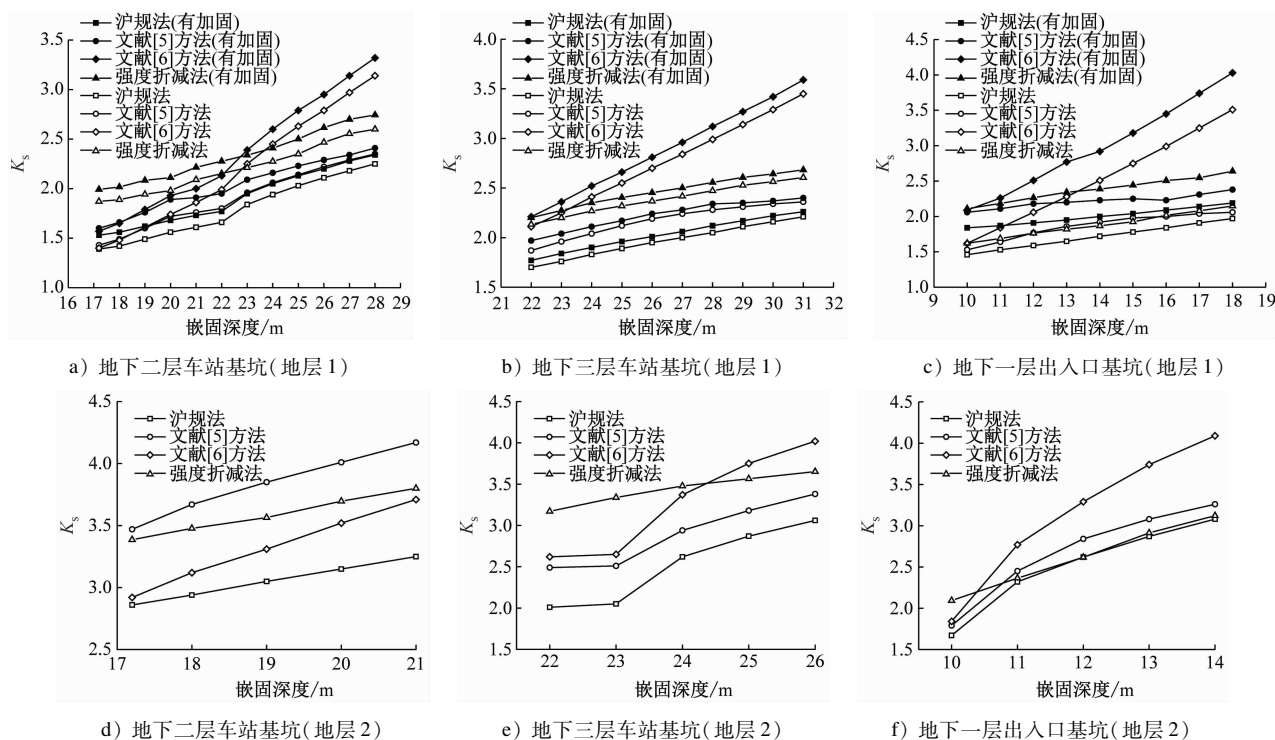 沪规法(有加固)
文献[5]方法(有加固)
文献[6]方法(有加固)
强度折减法(有加固)
沪规法
文献[5]方法
文献[6]方法
强度折减法
3.5
3.0
2.5
2.0
1.5
1.0
Ks
16 17 18 19 20 21 22 23 24 25 26 27 28 29
嵌固深度/m
a) 地下二层车站基坑(地层1)
沪规法(有加固)
文献[5]方法(有加固)
文献[6]方法(有加固)
强度折减法(有加固)
沪规法
文献[5]方法
文献[6]方法
强度折减法
4.0
3.5
3.0
2.5
2.0
1.5
Ks
21 22 23 24 25 26 27 28 29 30 31 32
嵌固深度/m
b) 地下三层车站基坑(地层1)
沪规法(有加固)
文献[5]方法(有加固)
文献[6]方法(有加固)
强度折减法(有加固)
沪规法
文献[5]方法
文献[6]方法
强度折减法
4.5
4.0
3.5
3.0
2.5
2.0
1.5
1.0
Ks
9 10 11 12 13 14 15 16 17 18 19
嵌固深度/m
c) 地下一层出入口基坑(地层1)
沪规法
文献[5]方法
文献[6]方法
强度折减法
4.5
4.0
3.5
3.0
2.5
Ks
17 18 19 20 21
嵌固深度/m
d) 地下二层车站基坑(地层2)
沪规法
文献[5]方法
文献[6]方法
强度折减法
4.5
4.0
3.5
3.0
2.5
2.0
1.5
Ks
22 23 24 25 26
嵌固深度/m
e) 地下三层车站基坑(地层2)
沪规法
文献[5]方法
文献[6]方法
强度折减法
4.5
4.0
3.5
3.0
2.5
2.0
1.5
Ks
10 11 12 13 14
嵌固深度/m
f) 地下一层出入口基坑(地层2)